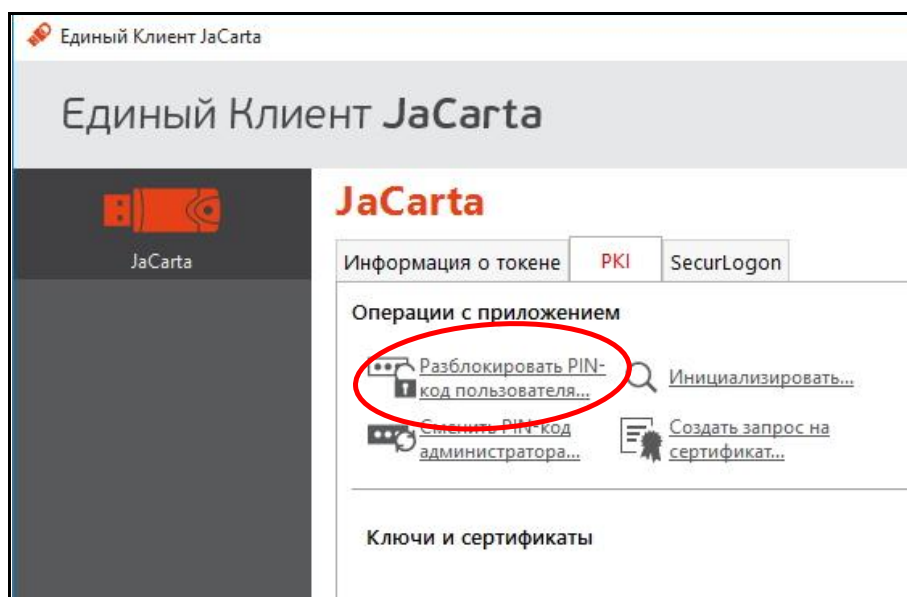 Единый Клиент JaCarta
Единый Клиент JaCarta
JaCarta
JaCarta
Информация о токене PKI SecurLogon
Операции с приложением
Разблокировать PIN-
код пользователя...
Инициализировать...
Сменить PIN-код
администратора...
Создать запрос на
сертификат...
Ключи и сертификаты